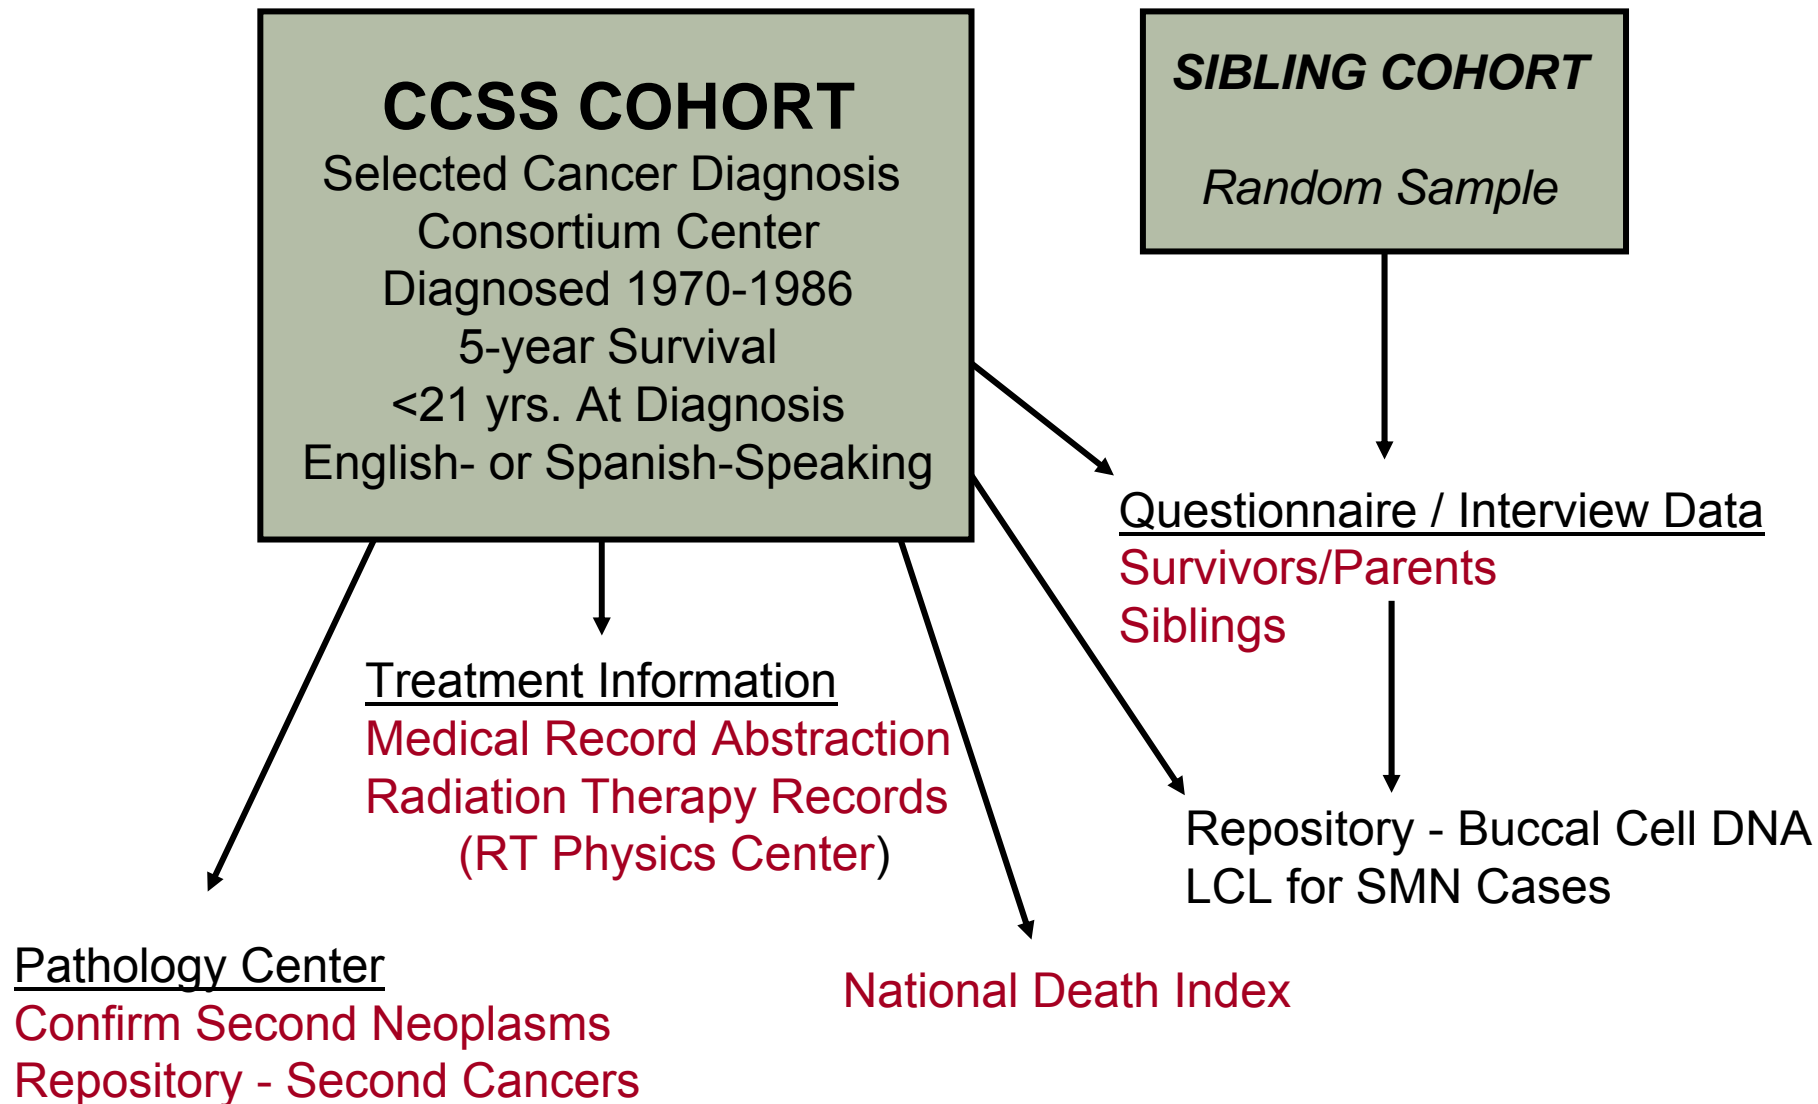 CCSS COHORT
Selected Cancer Diagnosis
Consortium Center
Diagnosed 1970-1986
5-year Survival
<21 yrs. At Diagnosis
English- or Spanish-Speaking
SIBLING COHORT
Random Sample
Questionnaire / Interview Data
Survivors/Parents
Siblings
Treatment Information
Medical Record Abstraction
Radiation Therapy Records
(RT Physics Center)
Repository - Buccal Cell DNA
LCL for SMN Cases
Pathology Center
Confirm Second Neoplasms
Repository - Second Cancers
National Death Index